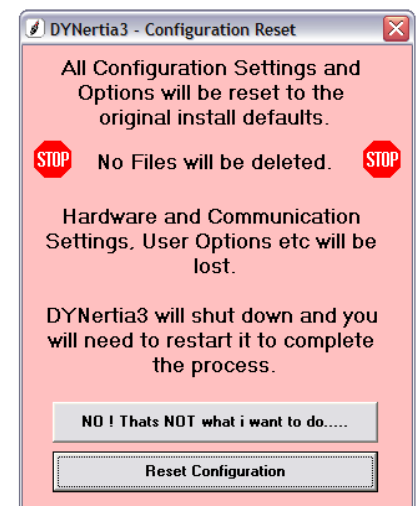 DYNertia3 - Configuration Reset
All Configuration Settings and
Options will be reset to the
original install defaults.
STOP No Files will be deleted. STOP
Hardware and Communication
Settings, User Options etc will be
lost.
DYNertia3 will shut down and you
will need to restart it to complete
the process.
NO ! Thats NOT what i want to do.....
Reset Configuration